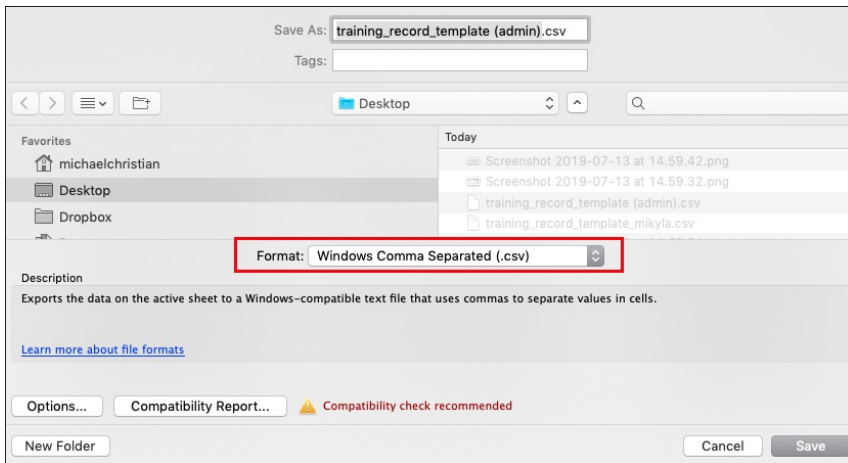 Save As: training_record_template (admin).csv
Tags:
Desktop
Favorites
michaelchristian
Desktop
Dropbox
Today
Screenshot 2019-07-13 at 14.59.42.png
Screenshot 2019-07-13 at 14.59.32.png
training_record_template (admin).csv
training_record_template_mikyla.csv
Format: Windows Comma Separated (.csv)
Description
Exports the data on the active sheet to a Windows-compatible text file that uses commas to separate values in cells.
Learn more about file formats
Options... Compatibility Report... Compatibility check recommended
New Folder Cancel Save